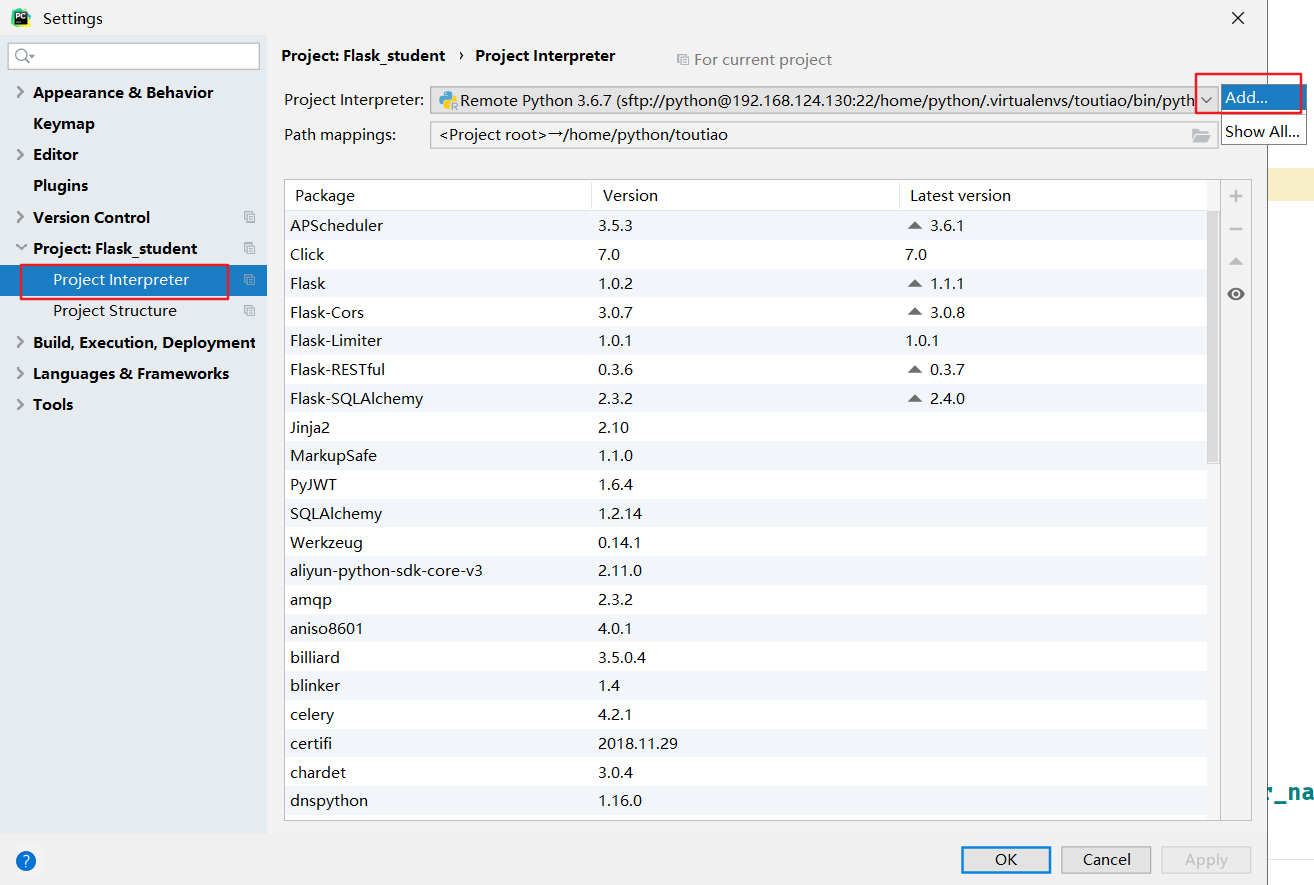 PC
Settings
Project: Flask_student › Project Interpreter For current project
Appearance & Behavior
Keymap
Editor
Plugins
Version Control
Project: Flask_student
Project Interpreter
Project Structure
Build, Execution, Deployment
Languages & Frameworks
Tools
Project Interpreter: Remote Python 3.6.7 (sftp://python@192.168.124.130:22/home/python/.virtualenvs/toutiao/bin/pyth
Add...
Show All...
Path mappings: <Project root>→/home/python/toutiao
Package Version Latest version
APScheduler 3.5.3 3.6.1
Click 7.0 7.0
Flask 1.0.2 1.1.1
Flask-Cors 3.0.7 3.0.8
Flask-Limiter 1.0.1 1.0.1
Flask-RESTful 0.3.6 0.3.7
Flask-SQLAlchemy 2.3.2 2.4.0
Jinja2 2.10
MarkupSafe 1.1.0
PyJWT 1.6.4
SQLAlchemy 1.2.14
Werkzeug 0.14.1
aliyun-python-sdk-core-v3 2.11.0
amqp 2.3.2
aniso8601 4.0.1
billiard 3.5.0.4
blinker 1.4
celery 4.2.1
certifi 2018.11.29
chardet 3.0.4
dnspython 1.16.0
r_na
?
OK Cancel Apply